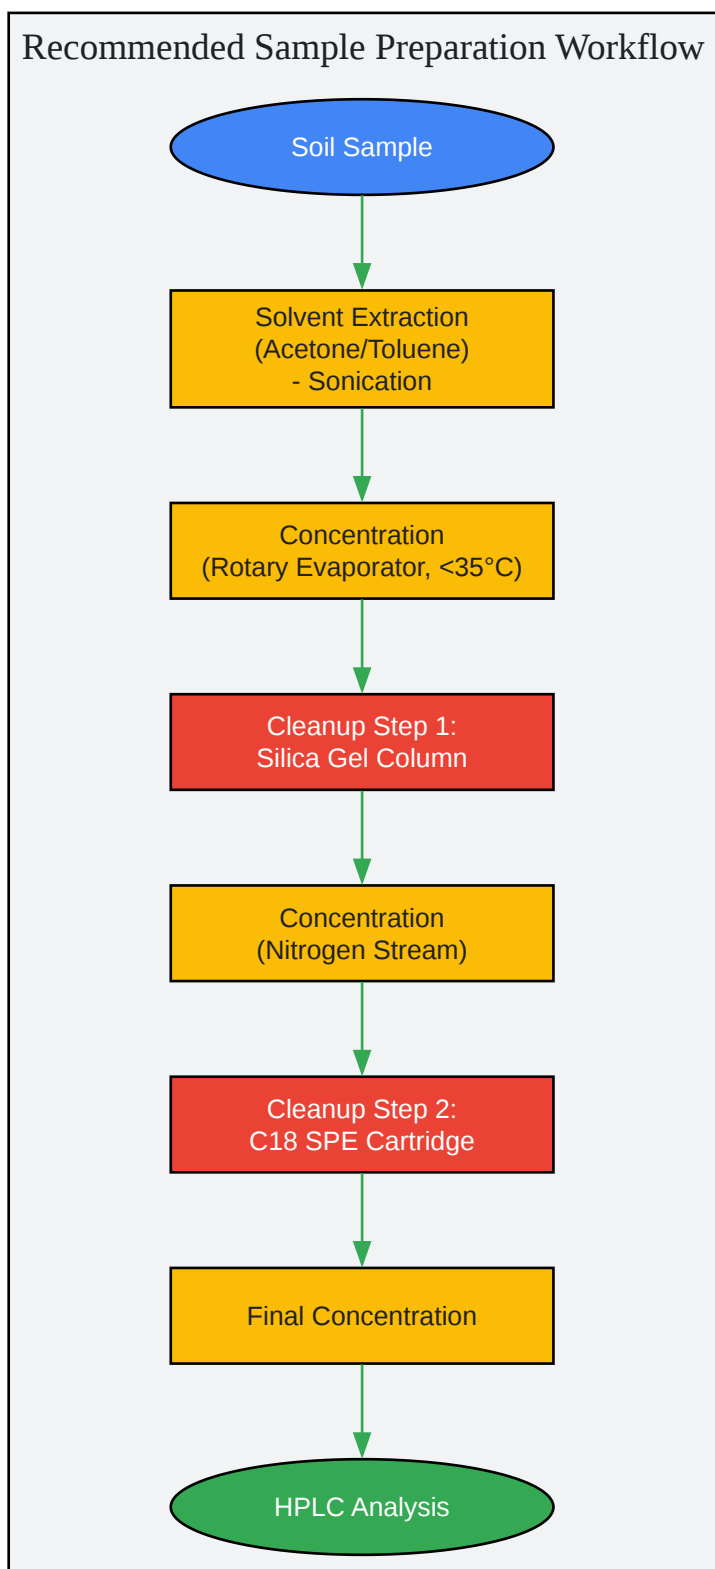 Recommended Sample Preparation Workflow
Soil Sample
Solvent Extraction
(Acetone/Toluene)
- Sonication
Concentration
(Rotary Evaporator, <35°C)
Cleanup Step 1:
Silica Gel Column
Concentration
(Nitrogen Stream)
Cleanup Step 2:
C18 SPE Cartridge
Final Concentration
HPLC Analysis